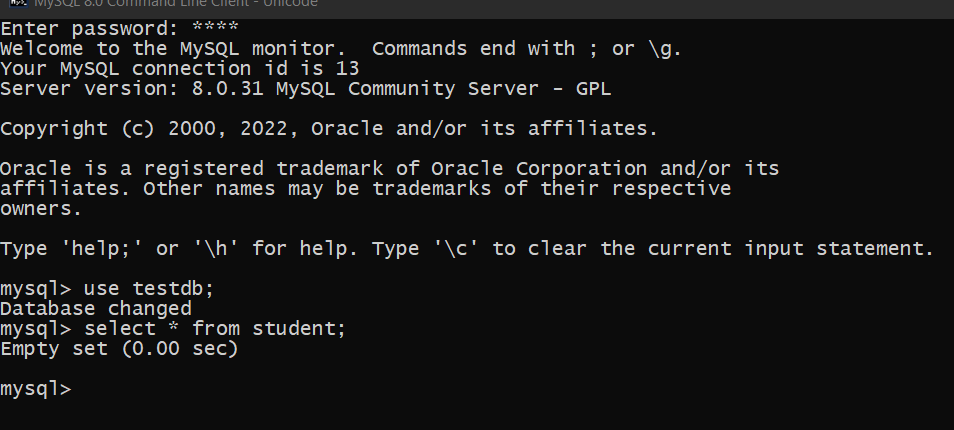 MySQL 8.0 Command Line Client - Unicode
Enter password: ****
Welcome to the MySQL monitor.  Commands end with ; or \g.
Your MySQL connection id is 13
Server version: 8.0.31 MySQL Community Server - GPL
Copyright (c) 2000, 2022, Oracle and/or its affiliates.
Oracle is a registered trademark of Oracle Corporation and/or its
affiliates. Other names may be trademarks of their respective
owners.
Type 'help;' or '\h' for help. Type '\c' to clear the current input statement.
mysql> use testdb;
Database changed
mysql> select * from student;
Empty set (0.00 sec)
mysql>